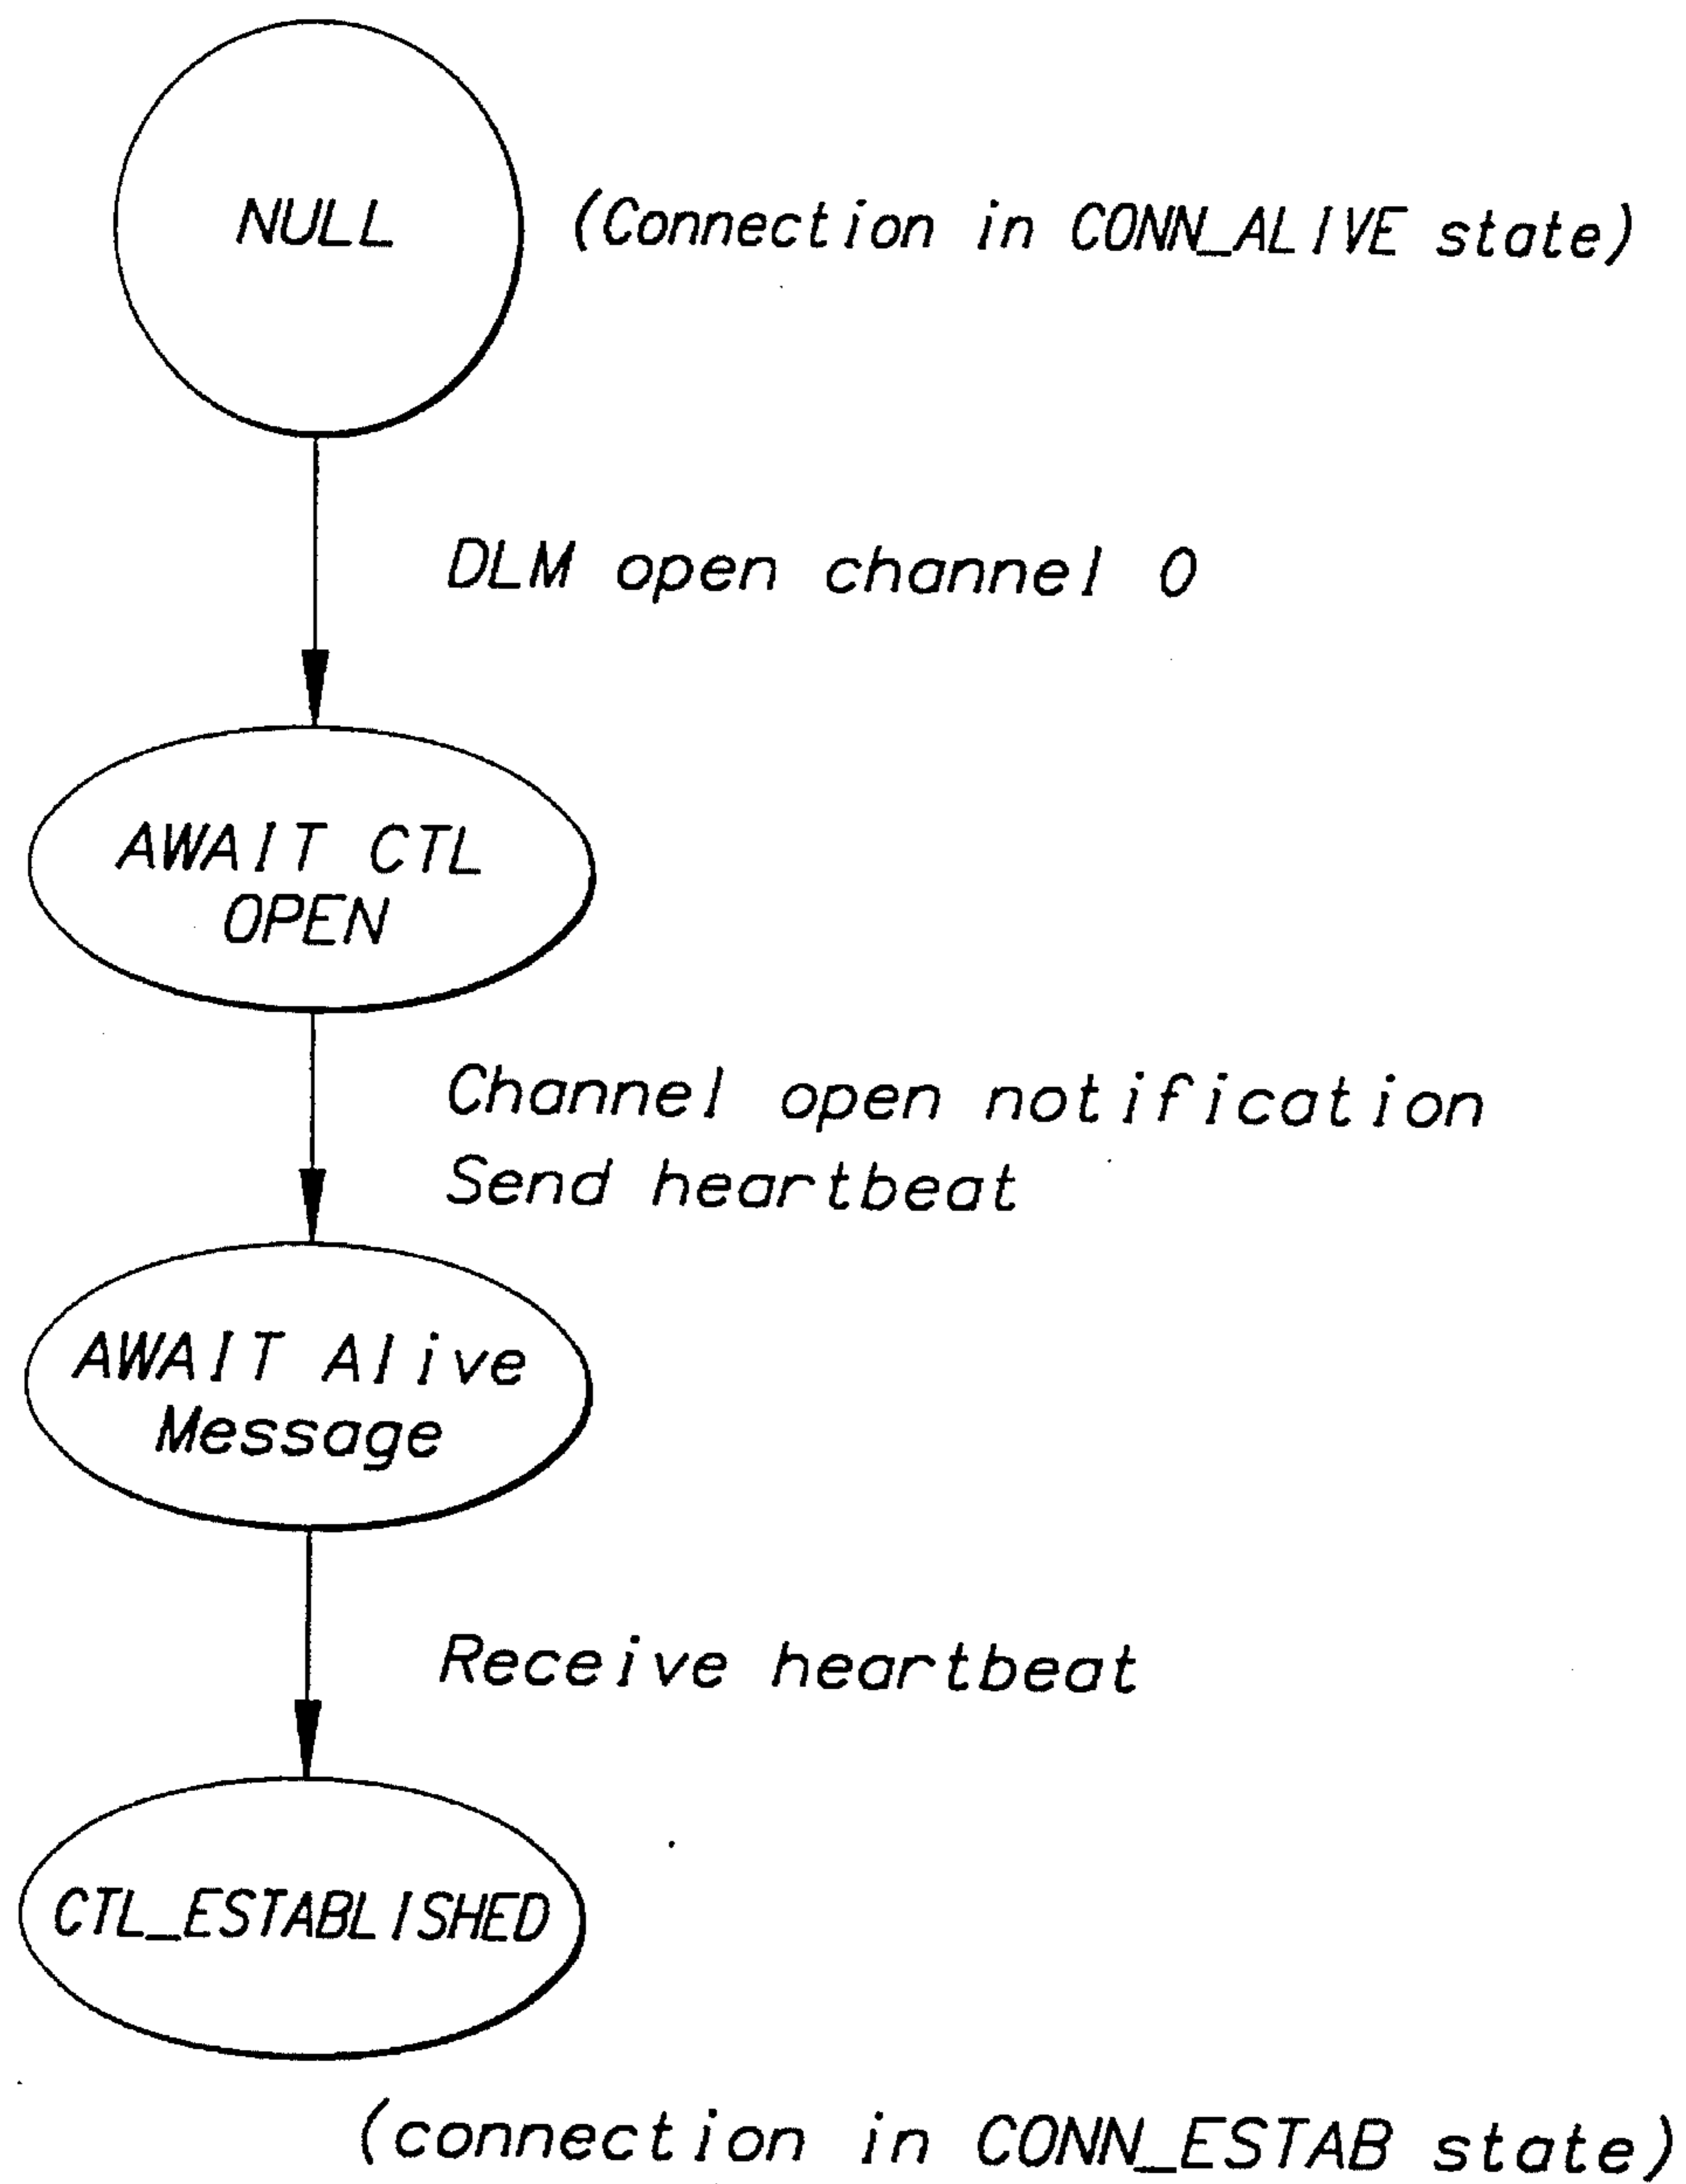 NULL
(Connection in CONN_ALIVE state)
DLM open channel 0
AWAIT CTL
OPEN
Channel open notification
Send heartbeat
AWAIT Alive
Message
Receive heartbeat
CTL_ESTABLISHED
(connection in CONN_ESTAB state)